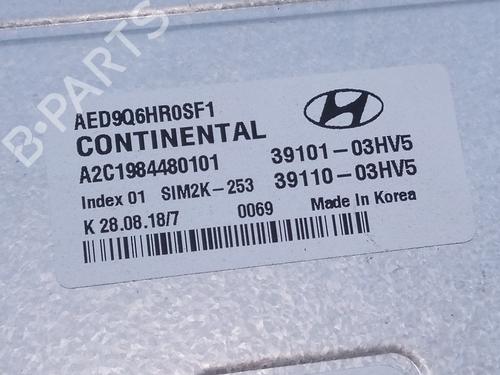 B-PARTS
AED9Q6HR0SF1
CONTINENTAL
A2C1984480101
39101-03HV5
Index 01 SIM2K-253
39110-03HV5
K 28.08.18/7
0069
Made in Korea